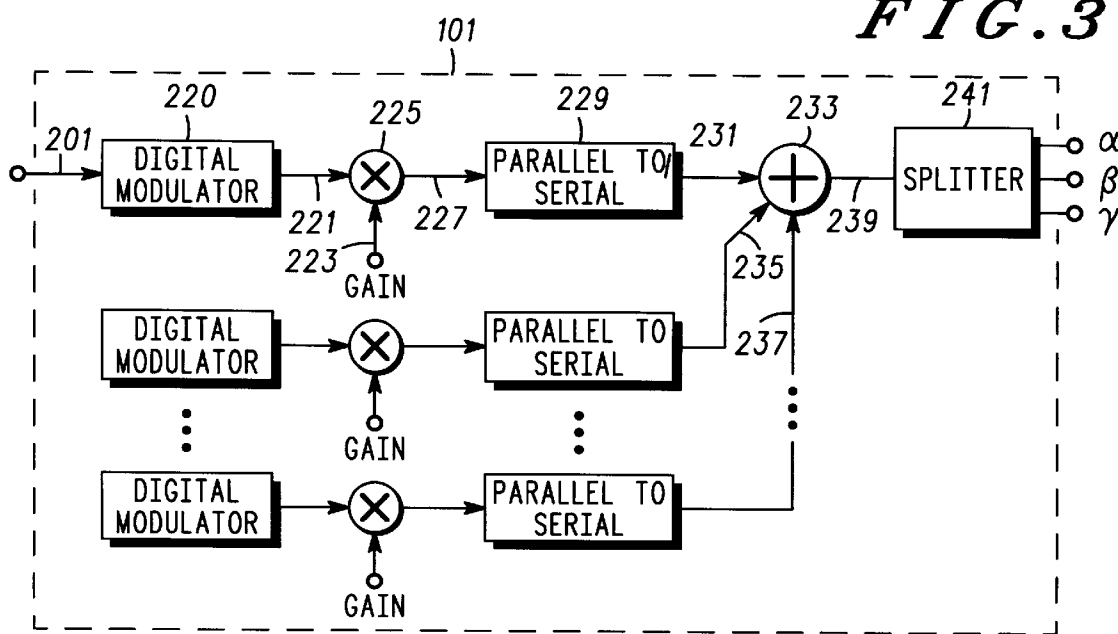 FIG.3
101
201
220
225
229
231
233
241
DIGITAL
MODULATOR
PARALLEL TO
SERIAL
SPLITTER
α
β
γ
221
227
223
GAIN
235
239
237
DIGITAL
MODULATOR
PARALLEL TO
SERIAL
GAIN
DIGITAL
MODULATOR
PARALLEL TO
SERIAL
GAIN